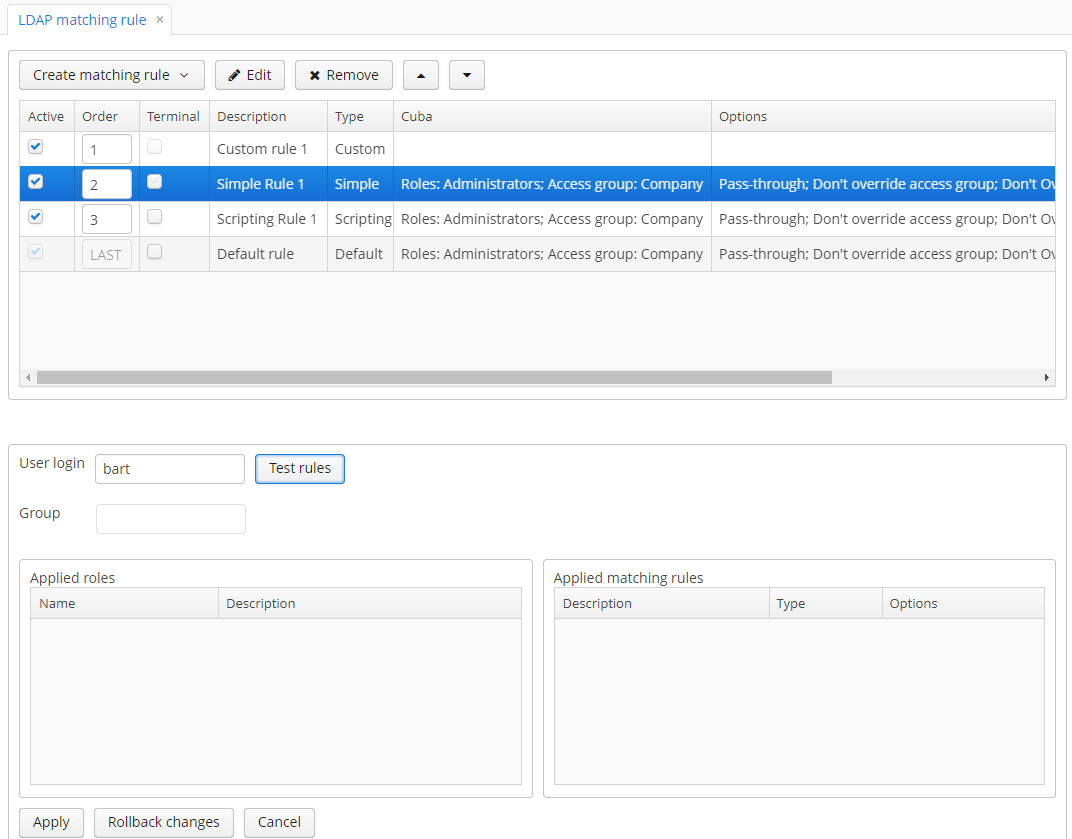 LDAP matching rule ×
Create matching rule Edit Remove
Active Order Terminal Description Type Cuba Options
1 Custom rule 1 Custom
2 Simple Rule 1 Simple Roles: Administrators; Access group: Company Pass-through; Don't override access group; Don't Ov
3 Scripting Rule 1 Scripting Roles: Administrators; Access group: Company Pass-through; Don't override access group; Don't Ov
LAST Default rule Default Roles: Administrators; Access group: Company Pass-through; Don't override access group; Don't Ov
User login bart Test rules
Group
Applied roles Applied matching rules
Name Description Description Type Options
Apply Rollback changes Cancel